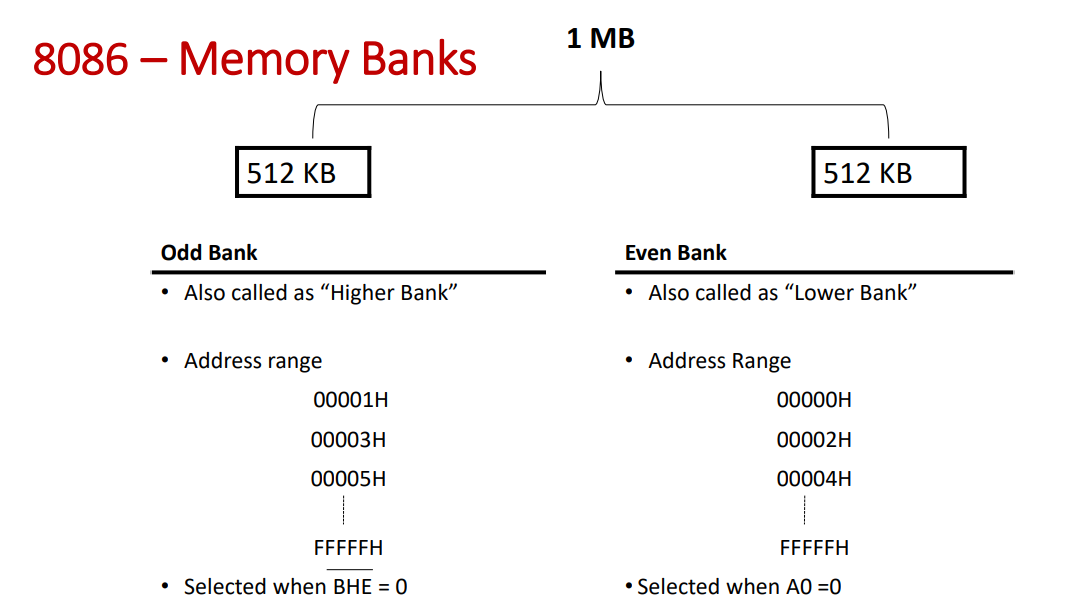 1 MB
8086 – Memory Banks
512 KB
512 KB
Odd Bank
• Also called as “Higher Bank”
• Address range
00001H
00003H
00005H
FFFFFH
• Selected when B̅H̅E̅ = 0
Even Bank
• Also called as “Lower Bank”
• Address Range
00000H
00002H
00004H
FFFFFH
• Selected when A0 =0